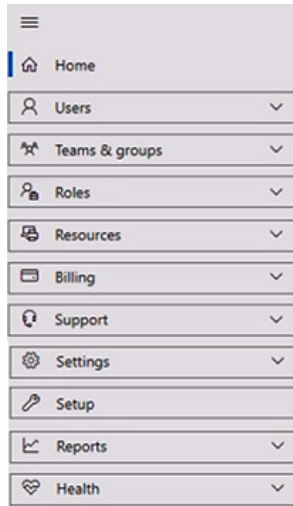 Home
Users
Teams & groups
Roles
Resources
Billing
Support
Settings
Setup
Reports
Health